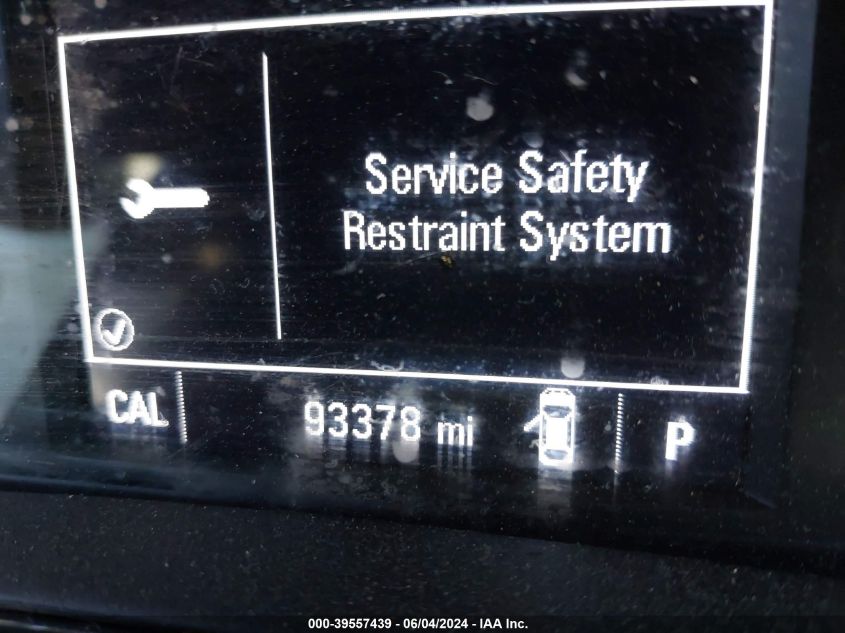 Service Safety
Restraint System
CAL 93378 mi P
000-39557439 - 06/04/2024 - IAA Inc.